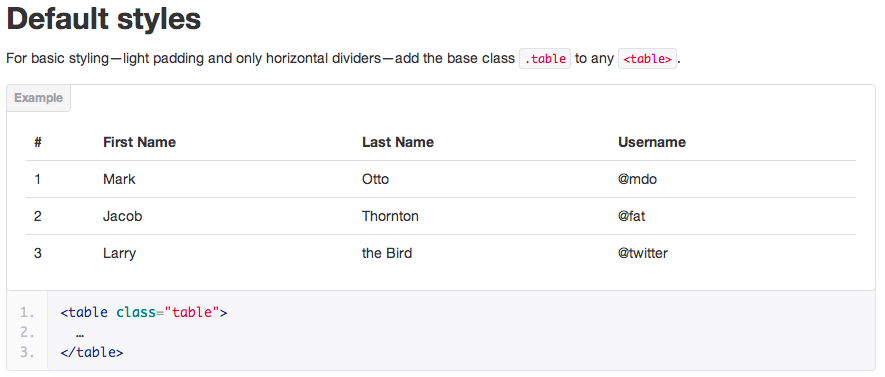 Default styles
For basic styling—light padding and only horizontal dividers—add the base class .table to any <table>.
Example
# First Name Last Name Username
1 Mark Otto @mdo
2 Jacob Thornton @fat
3 Larry the Bird @twitter
1. <table class="table">
2. …
3. </table>